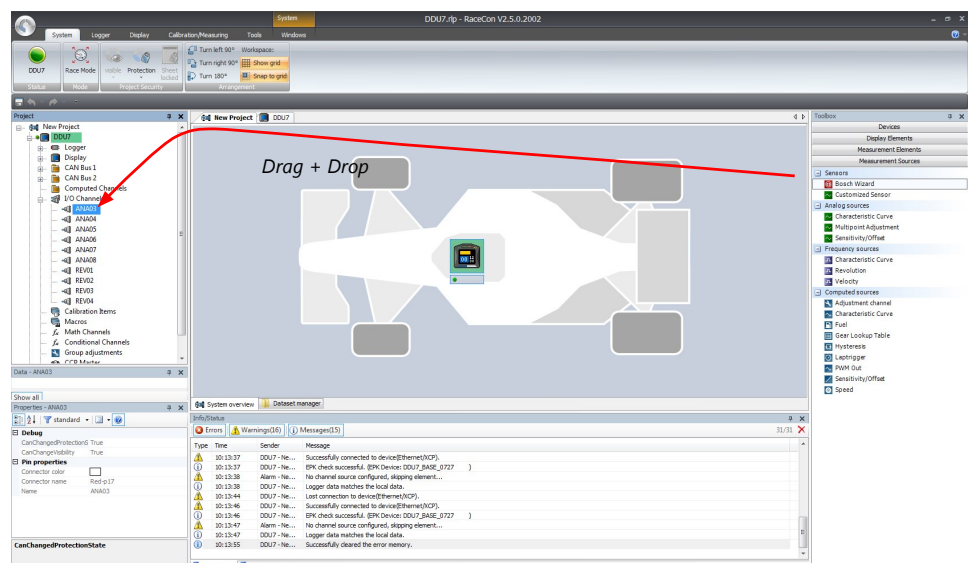 System
DDU7.rlp - RaceCon V2.5.0.2002
System Logger Display Calibration/Measuring Tools Windows
DDU7
Status
Race Mode
Mode
visible Protection Sheet locked
Project Security
Turn left 90° Workspace:
Turn right 90° Show grid
Turn 180° Snap to grid
Arrangement
Project
New Project
DDU7
Logger
Display
CAN Bus 1
CAN Bus 2
Computed Channels
I/O Channels
ANA03
ANA04
ANA05
ANA06
ANA07
ANA08
REV01
REV02
REV03
REV04
Calibration Items
Macros
Math Channels
Conditional Channels
Group adjustments
CCP Master
Data - ANA03
Show all
Properties - ANA03
standard
Debug
CanChangedProtectionS True
CanChangeVisibility True
Pin properties
Connector color
Connector name Red-p17
Name ANA03
CanChangedProtectionState
New Project DDU7
Drag + Drop
System overview Dataset manager
Info/Status
Errors Warnings(16) Messages(15) 31/31
Type Time Sender Message
10:13:37 DDU7 - Ne... Successfully connected to device(Ethernet/XCP).
10:13:37 DDU7 - Ne... EPK check successful. (EPK Device: DDU7_BASE_0727 )
10:13:38 Alarm - Ne... No channel source configured, skipping element...
10:13:38 DDU7 - Ne... Logger data matches the local data.
10:13:44 DDU7 - Ne... Lost connection to device(Ethernet/XCP).
10:13:46 DDU7 - Ne... Successfully connected to device(Ethernet/XCP).
10:13:46 DDU7 - Ne... EPK check successful. (EPK Device: DDU7_BASE_0727 )
10:13:47 Alarm - Ne... No channel source configured, skipping element...
10:13:47 DDU7 - Ne... Logger data matches the local data.
10:13:55 DDU7 - Ne... Successfully cleared the error memory.
Toolbox
Devices
Display Elements
Measurement Elements
Measurement Sources
Sensors
Bosch Wizard
Customized Sensor
Analog sources
Characteristic Curve
Multipoint Adjustment
Sensitivity/Offset
Frequency sources
Characteristic Curve
Revolution
Velocity
Computed sources
Adjustment channel
Characteristic Curve
Fuel
Gear Lookup Table
Hysteresis
Laptrigger
PWM Out
Sensitivity/Offset
Speed